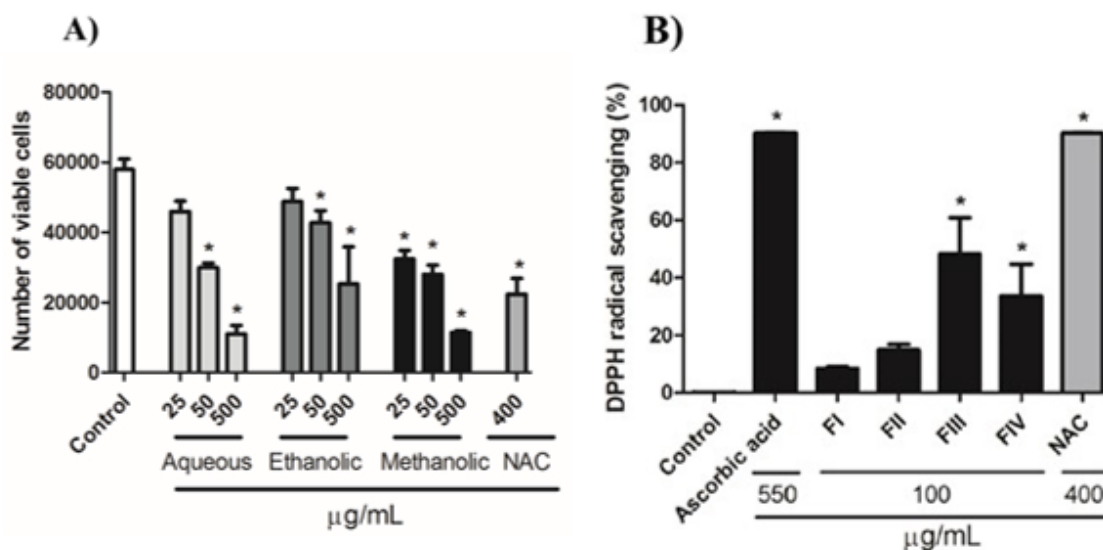 A)
Number of viable cells
80000
60000
40000
20000
0
* * * * * * * *
Control
25 50 500 25 50 500 25 50 500 400
Aqueous Ethanolic Methanolic NAC
μg/mL
B)
DPPH radical scavenging (%)
100
80
60
40
20
0
* * * *
Control Ascorbic acid FI FII FIII FIV NAC
550 100 400
μg/mL